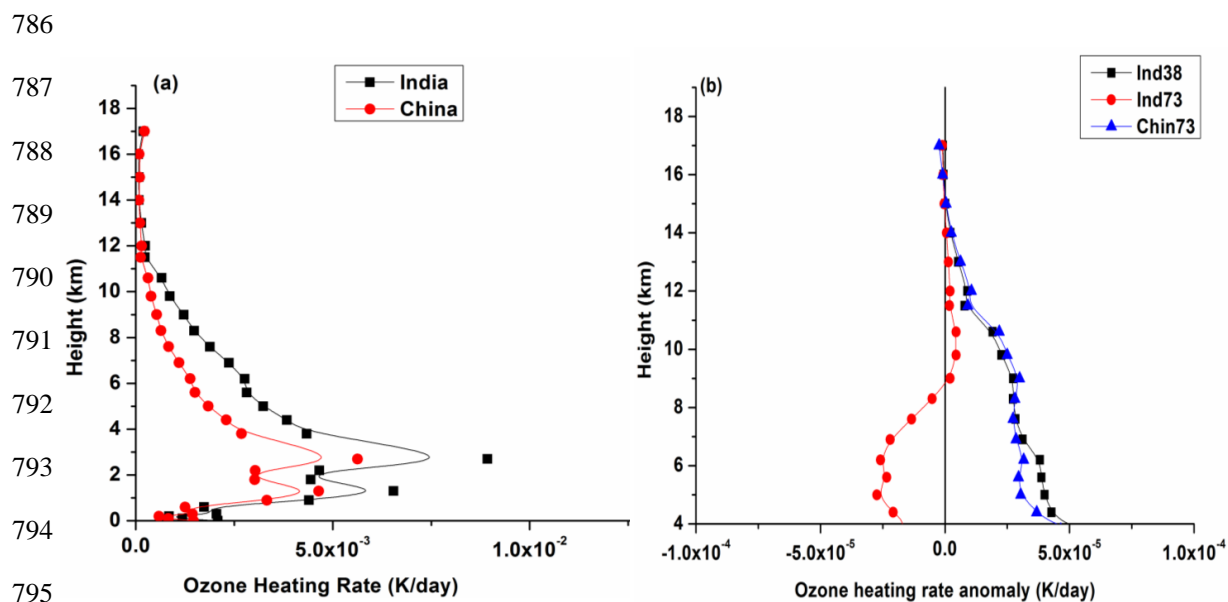 786
787
788
789
790
791
792
793
794
795
(a)
India
China
18
16
14
12
10
8
6
4
2
0
Height (km)
0.0
5.0x10⁻³
1.0x10⁻²
Ozone Heating Rate (K/day)
(b)
Ind38
Ind73
Chin73
18
16
14
12
10
8
6
4
Height (km)
-1.0x10⁻⁴
-5.0x10⁻⁵
0.0
5.0x10⁻⁵
1.0x10⁻⁴
Ozone heating rate anomaly (K/day)